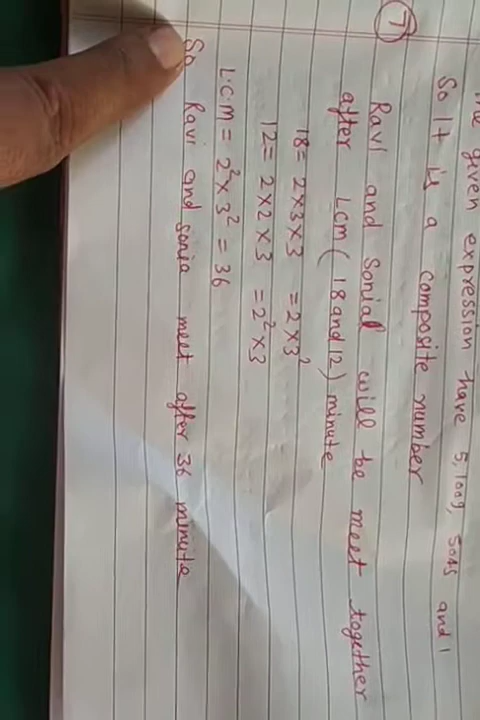 The given expression have 5, 1009, 5045 and 1
So It is a composite number
7 Ravi and Sonial will be meet together
after LCM ( 18 and 12 ) minute
18 = 2×3×3 = 2×3²
12 = 2×2×3 = 2²×3
L.C.M = 2²×3² = 36
So Ravi and sonia meet after 36 minute